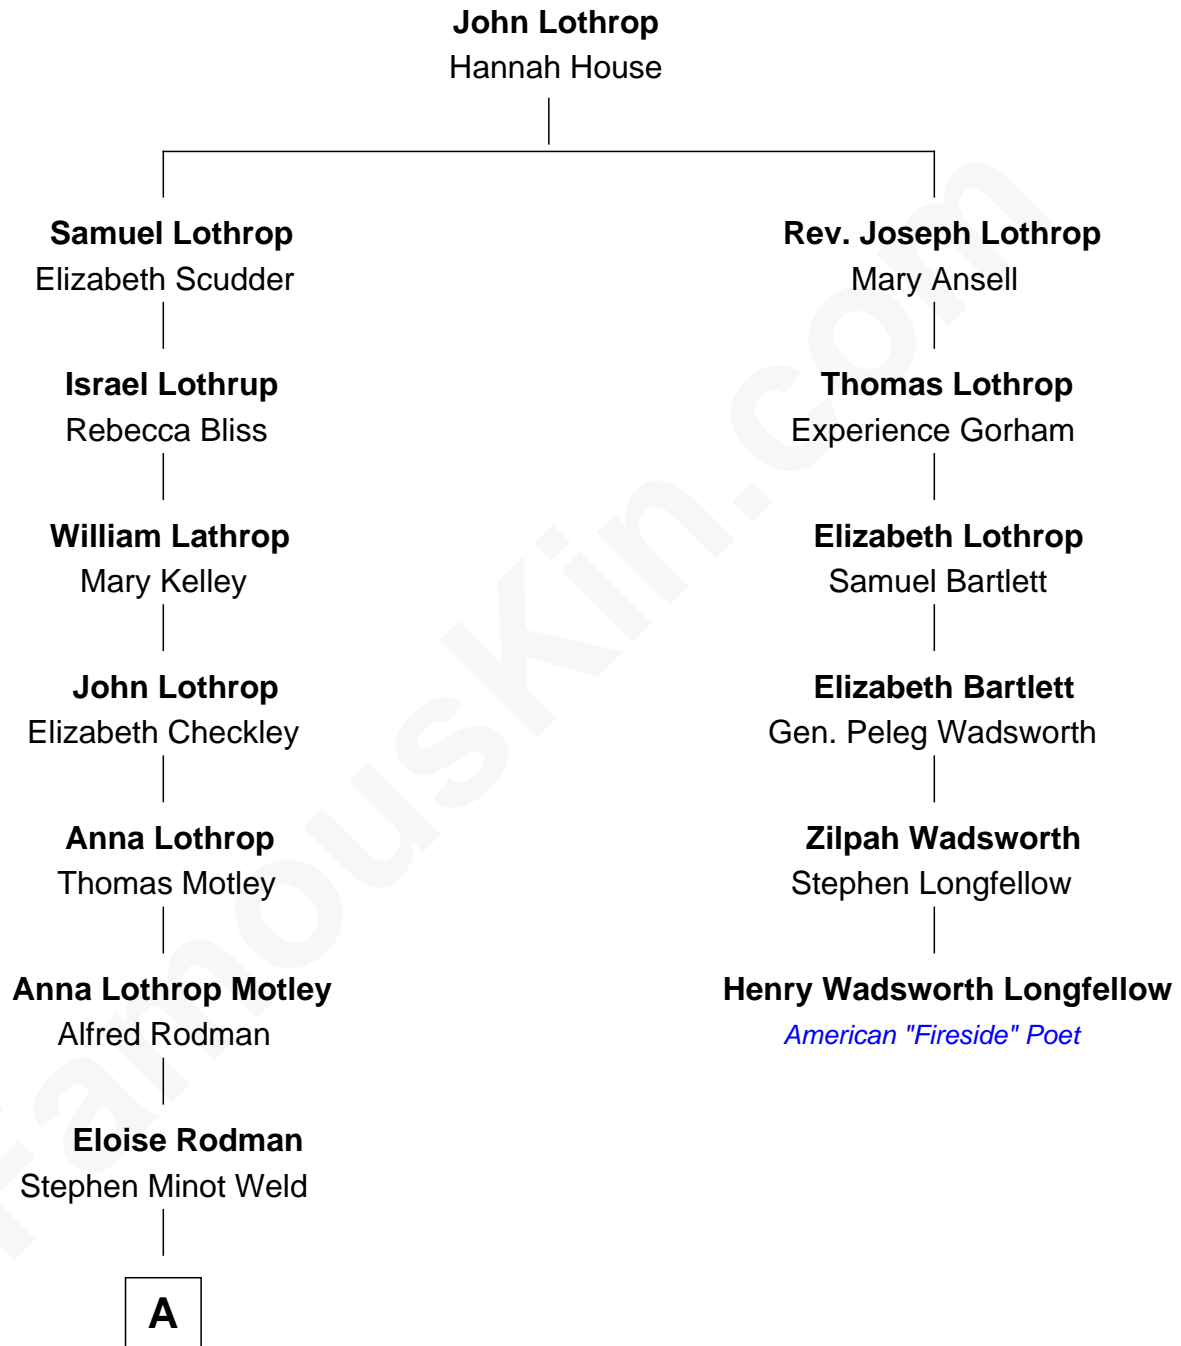 John Lothrop
Hannah House
Samuel Lothrop
Elizabeth Scudder
Rev. Joseph Lothrop
Mary Ansell
Israel Lothrup
Rebecca Bliss
Thomas Lothrop
Experience Gorham
William Lathrop
Mary Kelley
Elizabeth Lothrop
Samuel Bartlett
John Lothrop
Elizabeth Checkley
Elizabeth Bartlett
Gen. Peleg Wadsworth
Anna Lothrop
Thomas Motley
Zilpah Wadsworth
Stephen Longfellow
Anna Lothrop Motley
Alfred Rodman
Henry Wadsworth Longfellow
American "Fireside" Poet
Eloise Rodman
Stephen Minot Weld
A
FamousKin.com